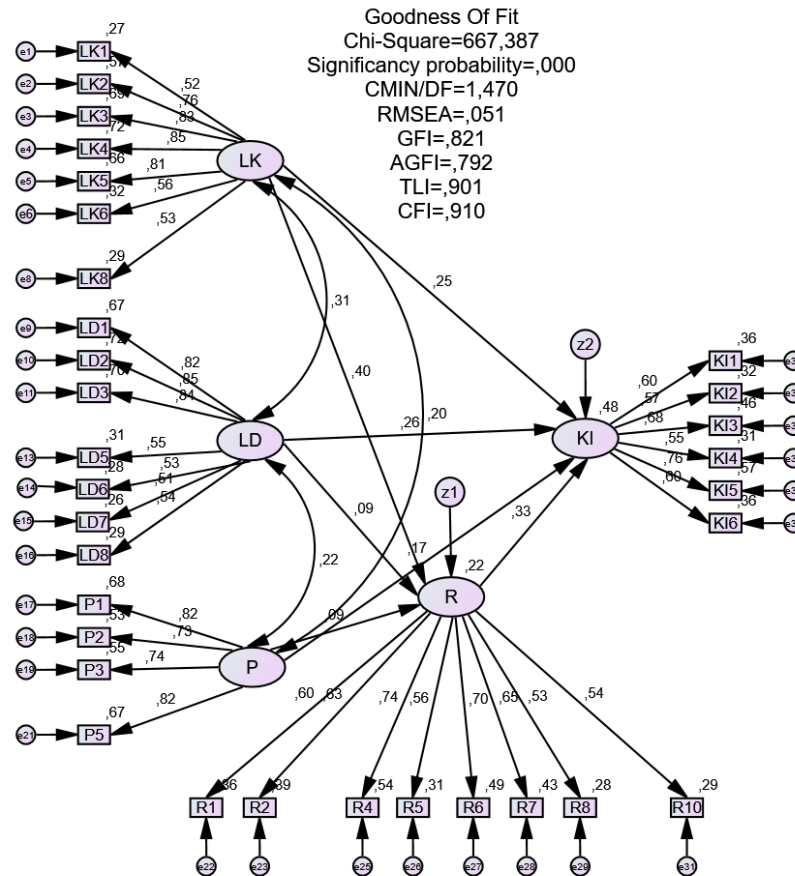 Goodness Of Fit
Chi-Square=667,387
Significancy probability=,000
CMIN/DF=1,470
RMSEA=,051
GFI=,821
AGFI=,792
TLI=,901
CFI=,910
,27
e1 LK1
e2 LK2
,52
,76
e3 LK3
,83
,72
e4 LK4
,85
LK
,66
e5 LK5
,81
,32
e6 LK6
,56
,53
,29
e8 LK8
,25
,31
,67
e9 LD1
,82
z2
,72
e10 LD2
,85
,40
e11 LD3
,84
,36
KI1
,60
,32
KI2
,57
,46
KI3
,68
,31
KI4
,55
,57
KI5
,76
,36
KI6
,60
,48
KI
LD
,26
,20
,31
e13 LD5
,55
,28
e14 LD6
,53
,51
,26
e15 LD7
,54
,29
e16 LD8
z1
,09
,33
,22
,17
,22
R
,68
e17 P1
,82
,09
,53
e18 P2
,73
,55
e19 P3
,74
P
,67
e21 P5
,82
,60
,63
,74
,56
,70
,65
,53
,54
,36
,39
,54
,31
,49
,43
,28
,29
R1 R2 R4 R5 R6 R7 R8 R10
e22 e23 e25 e26 e27 e28 e29 e31